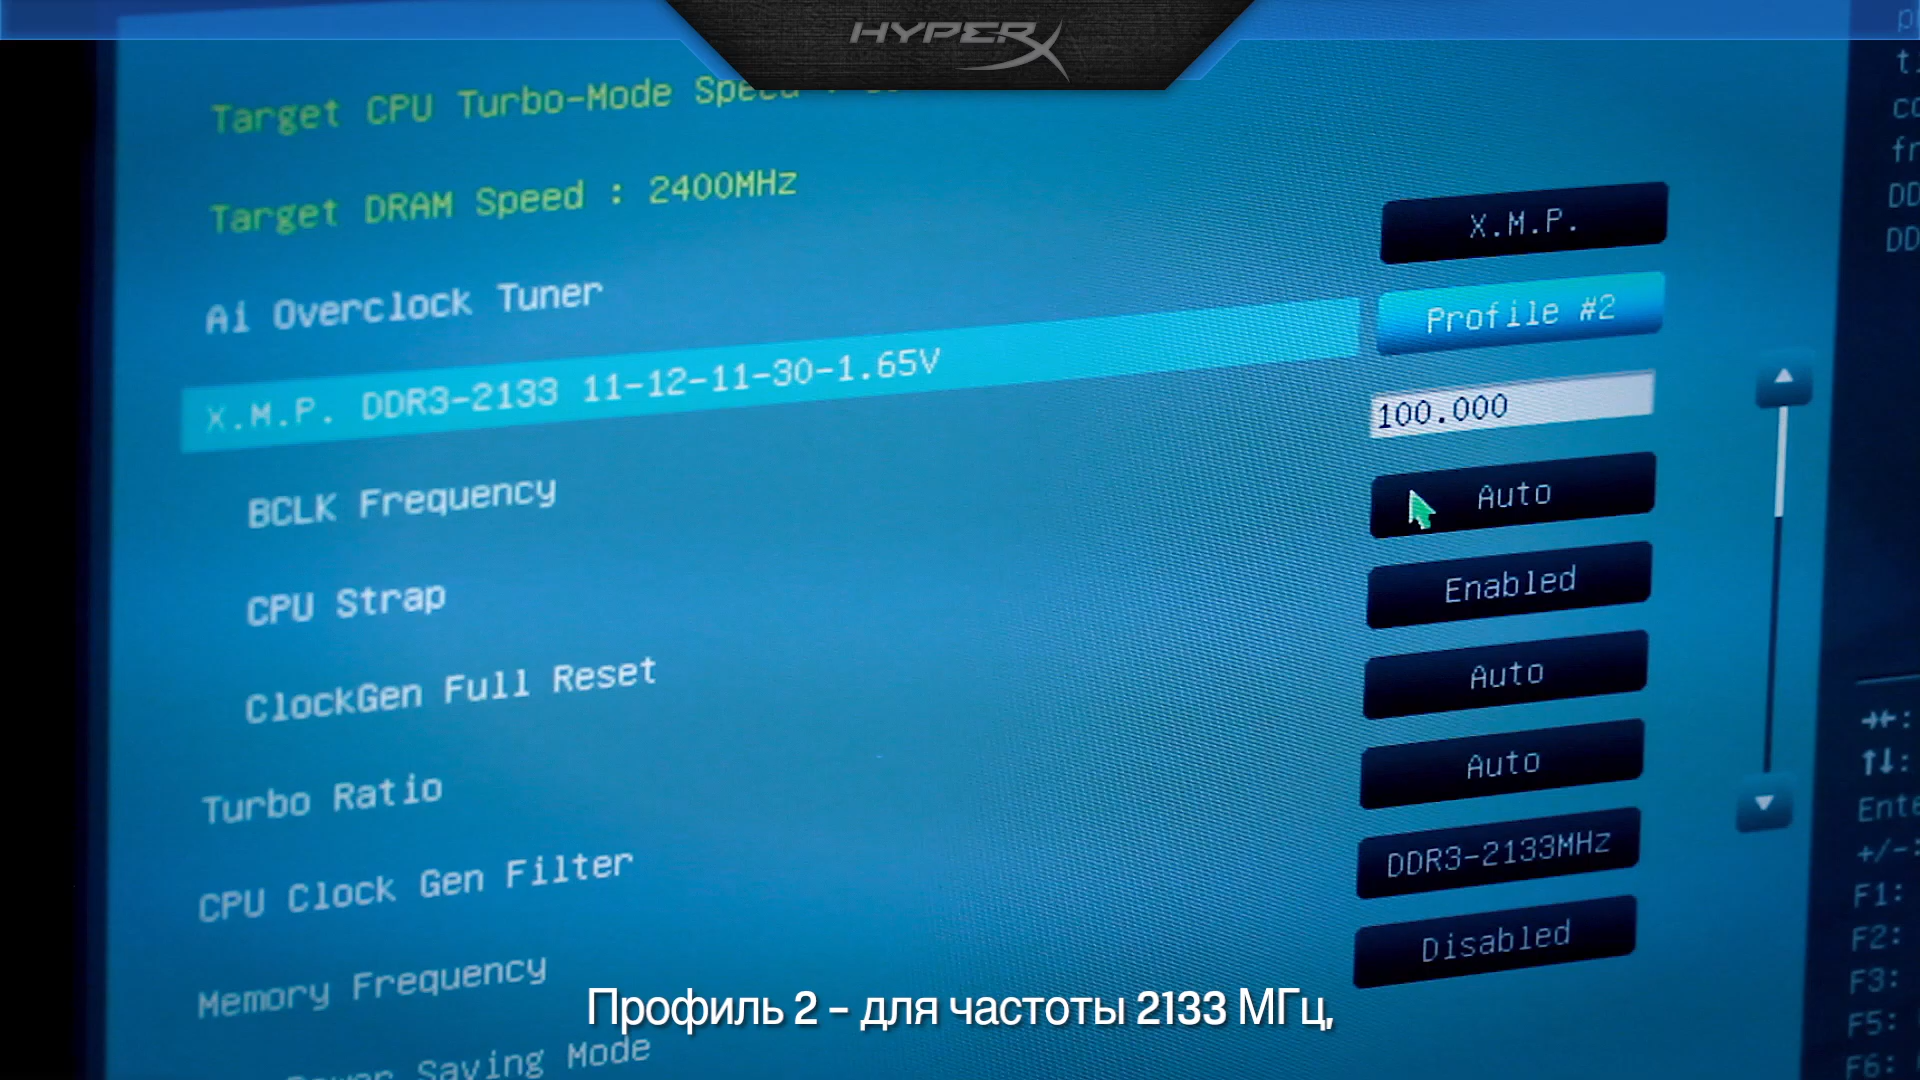 HYPERX
Target CPU Turbo-Mode Speed :
Target DRAM Speed : 2400MHz
Ai Overclock Tuner X.M.P.
X.M.P. DDR3-2133 11-12-11-30-1.65V Profile #2
BCLK Frequency 100.000
CPU Strap Auto
ClockGen Full Reset Enabled
Turbo Ratio Auto
CPU Clock Gen Filter Auto
Memory Frequency DDR3-2133MHz
Power Saving Mode Disabled
Профиль 2 – для частоты 2133 МГц,
→←:
↑↓:
+/-:
F1:
F2:
F3:
F5:
F6: